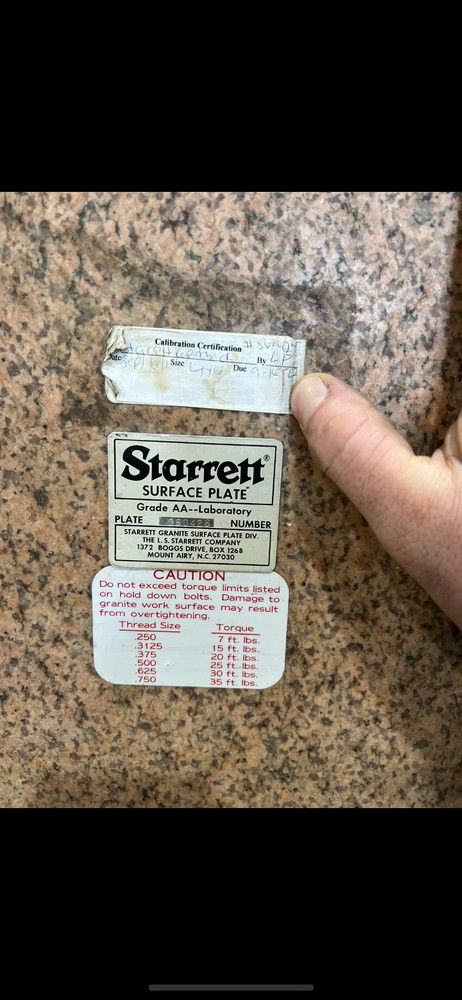 Calibration Certification
Date Size 4x6 Due By LP
Starrett®
SURFACE PLATE
Grade AA--Laboratory
PLATE NUMBER
STARRETT GRANITE SURFACE PLATE DIV.
THE L. S. STARRETT COMPANY
1372 BOGGS DRIVE, BOX 1268
MOUNT AIRY, N.C. 27030
CAUTION
Do not exceed torque limits listed
on hold down bolts. Damage to
granite work surface may result
from overtightening.
Thread Size Torque
.250 7 ft. lbs.
.3125 15 ft. lbs.
.375 20 ft. lbs.
.500 25 ft. lbs.
.625 30 ft. lbs.
.750 35 ft. lbs.